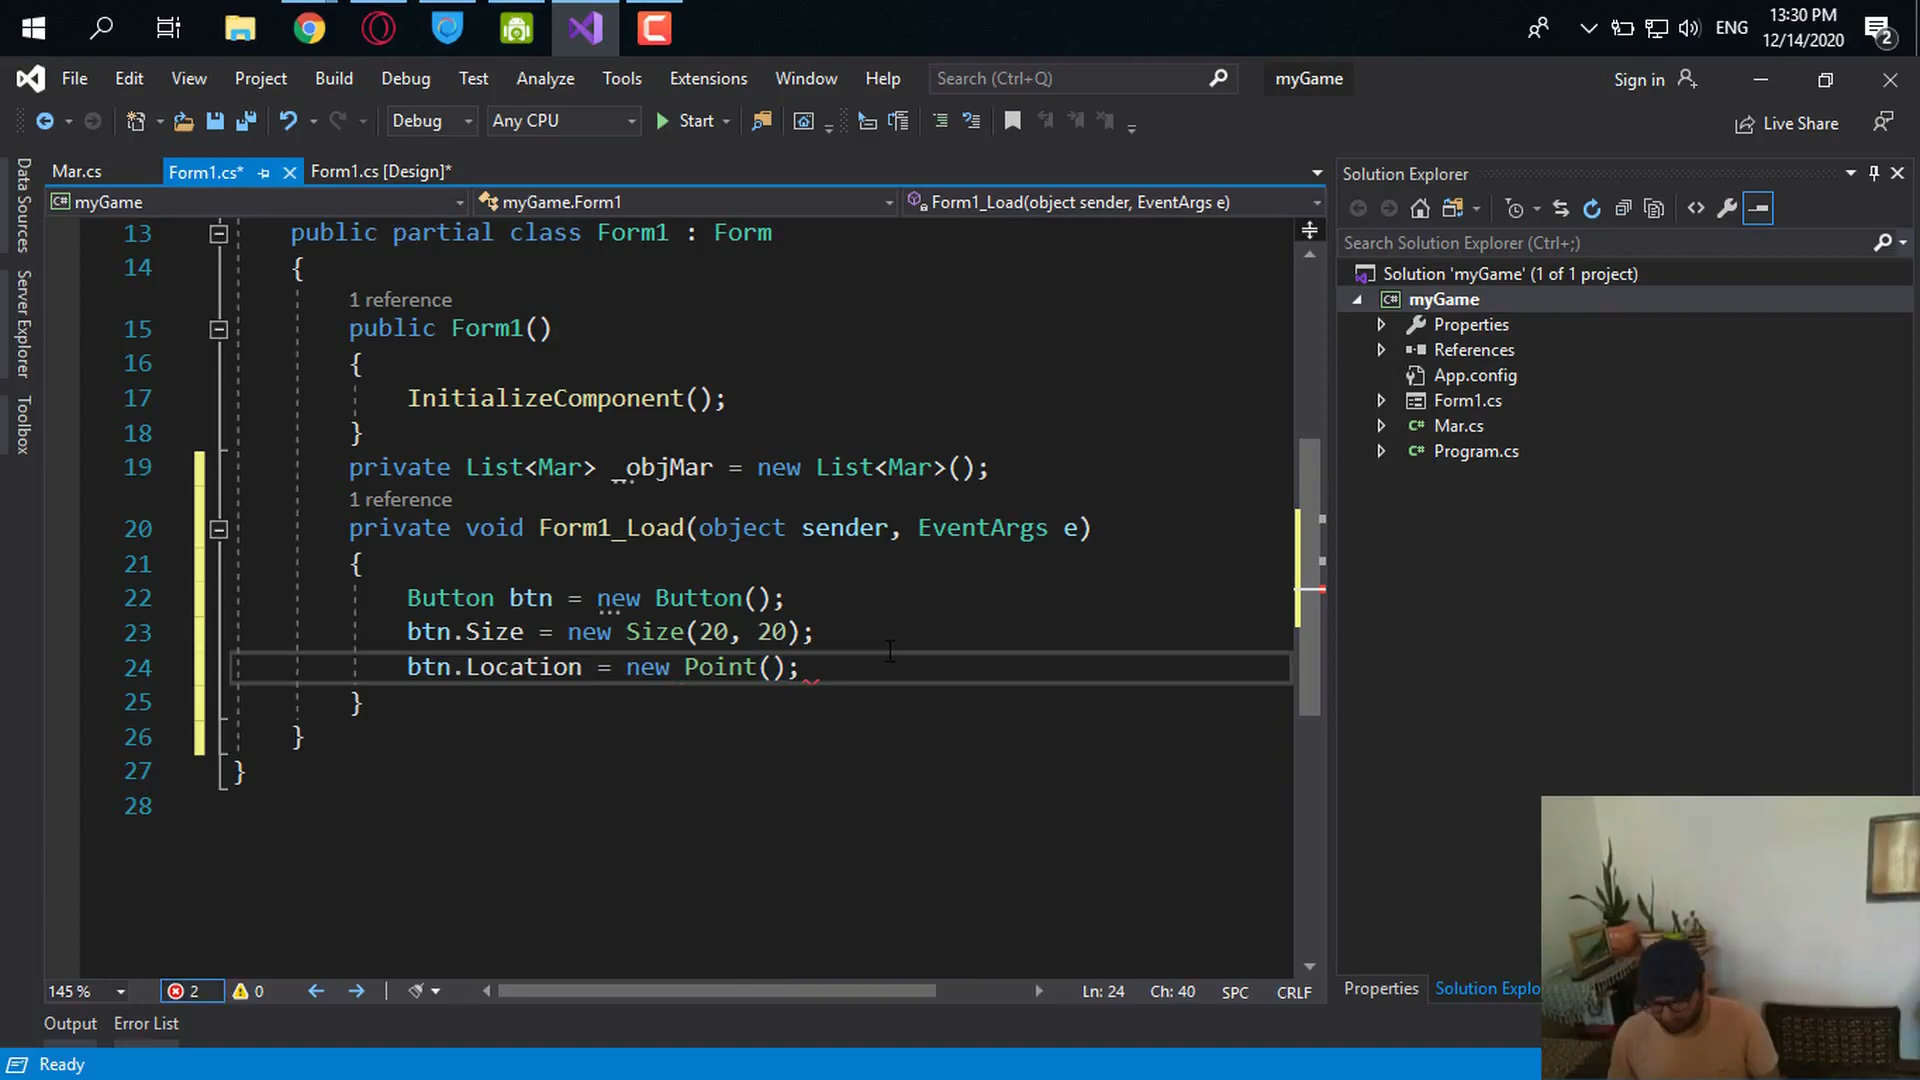 ENG
13:30 PM
12/14/2020
2
File Edit View Project Build Debug Test Analyze Tools Extensions Window Help
Search (Ctrl+Q)
myGame
Sign in
Debug
Any CPU
Start
Live Share
Data Sources
Server Explorer
Toolbox
Mar.cs
Form1.cs*
Form1.cs [Design]*
myGame
myGame.Form1
Form1_Load(object sender, EventArgs e)
13 public partial class Form1 : Form
14 {
1 reference
15 public Form1()
16 {
17 InitializeComponent();
18 }
19 private List<Mar> _objMar = new List<Mar>();
1 reference
20 private void Form1_Load(object sender, EventArgs e)
21 {
22 Button btn = new Button();
23 btn.Size = new Size(20, 20);
24 btn.Location = new Point();
25 }
26 }
27 }
28
145 %
2
0
Ln: 24
Ch: 40
SPC
CRLF
Output
Error List
Ready
Solution Explorer
Search Solution Explorer (Ctrl+;)
Solution 'myGame' (1 of 1 project)
myGame
Properties
References
App.config
Form1.cs
Mar.cs
Program.cs
Properties
Solution Explo